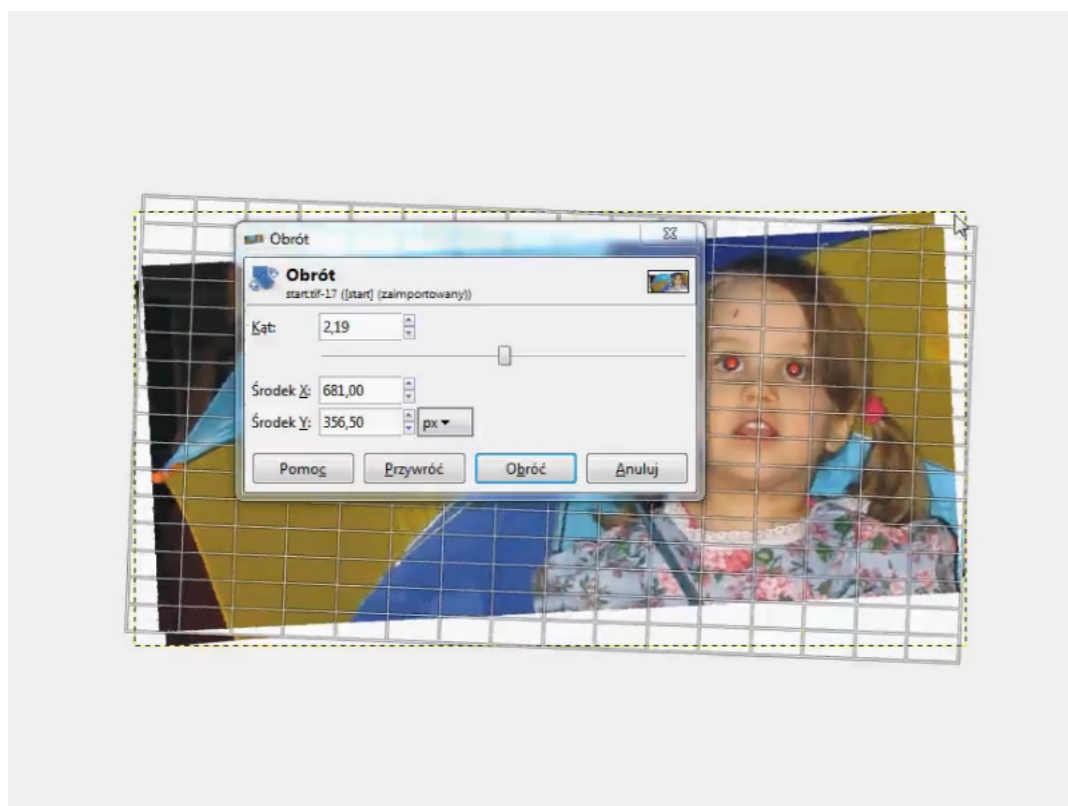 Obrót
Obrót
start.tif-17 ([start] (zaimportowany))
Kąt: 2,19
Środek X: 681,00
Środek Y: 356,50 px
Pomoc Przywróć Obróć Anuluj